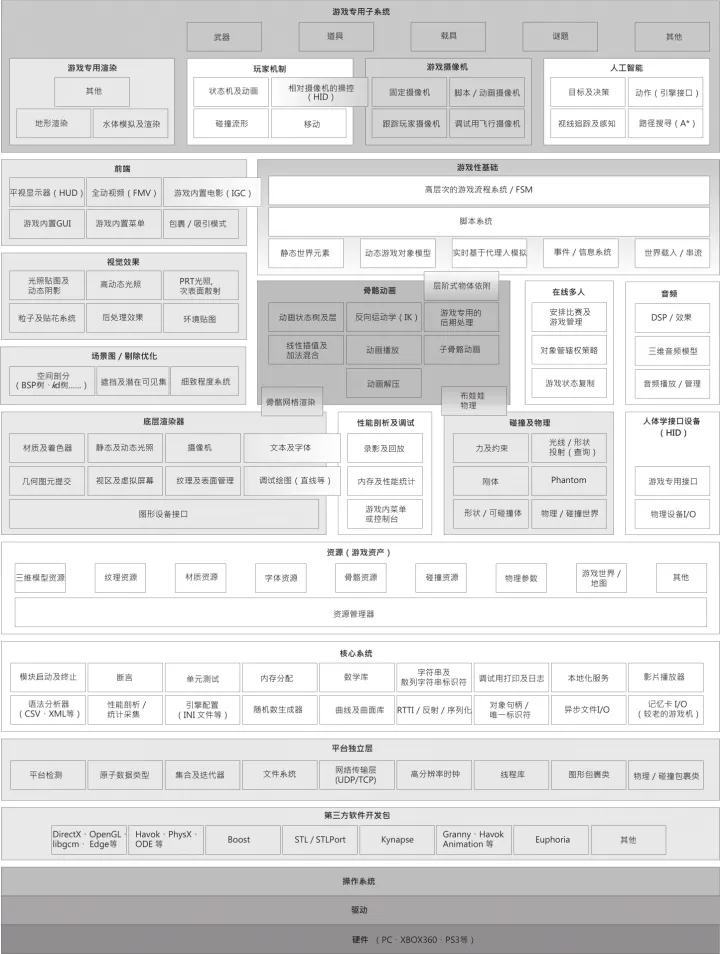 游戏专用子系统
武器
道具
载具
谜题
其他
游戏专用渲染
其他
地形渲染
水体模拟及渲染
玩家机制
状态机及动画
相对摄像机的操控
（HID）
碰撞流形
移动
游戏摄像机
固定摄像机
脚本 / 动画摄像机
跟踪玩家摄像机
调试用飞行摄像机
人工智能
目标及决策
动作（引擎接口）
视线追踪及感知
路径搜寻（A*）
前端
平视显示器（HUD）
全动视频（FMV）
游戏内置电影（IGC）
游戏内置GUI
游戏内置菜单
包裹 / 吸引模式
游戏性基础
高层次的游戏流程系统 / FSM
脚本系统
静态世界元素
动态游戏对象模型
实时基于代理人模拟
事件 / 信息系统
世界载入 / 串流
视觉效果
光照贴图及
动态阴影
高动态光照
PRT光照,
次表面散射
粒子及贴花系统
后处理效果
环境贴图
骨骼动画
层阶式物体依附
动画状态树及层
反向运动学（IK）
游戏专用的
后期处理
线性插值及
加法混合
动画播放
子骨骼动画
动画解压
骨骼网格渲染
布娃娃
物理
在线多人
安排比赛及
游戏管理
对象管辖权策略
游戏状态复制
音频
DSP / 效果
三维音频模型
音频播放 / 管理
场景图 / 剔除优化
空间剖分
（BSP树、kd树……）
遮挡及潜在可见集
细致程度系统
底层渲染器
材质及着色器
静态及动态光照
摄像机
文本及字体
几何图元提交
视区及虚拟屏幕
纹理及表面管理
调试绘图（直线等）
图形设备接口
性能剖析及调试
录影及回放
内存及性能统计
游戏内菜单
或控制台
碰撞及物理
力及约束
光线 / 形状
投射（查询）
刚体
Phantom
形状 / 可碰撞体
物理 / 碰撞世界
人体学接口设备
（HID）
游戏专用接口
物理设备I/O
资源（游戏资产）
三维模型资源
纹理资源
材质资源
字体资源
骨骼资源
碰撞资源
物理参数
游戏世界 /
地图
其他
资源管理器
核心系统
模块启动及终止
断言
单元测试
内存分配
数学库
字符串及
散列字符串标识符
调试用打印及日志
本地化服务
影片播放器
语法分析器
（CSV、XML等）
性能剖析 /
统计采集
引擎配置
（INI 文件等）
随机数生成器
曲线及曲面库
RTTI / 反射 / 序列化
对象句柄 /
唯一标识符
异步文件I/O
记忆卡 I/O
（较老的游戏机）
平台独立层
平台检测
原子数据类型
集合及迭代器
文件系统
网络传输层
(UDP/TCP)
高分辨率时钟
线程库
图形包裹类
物理 / 碰撞包裹类
第三方软件开发包
DirectX、OpenGL、
libgcm、 Edge等
Havok、PhysX、
ODE 等
Boost
STL / STLPort
Kynapse
Granny、Havok
Animation 等
Euphoria
其他
操作系统
驱动
硬件 （PC、XBOX360、PS3等）